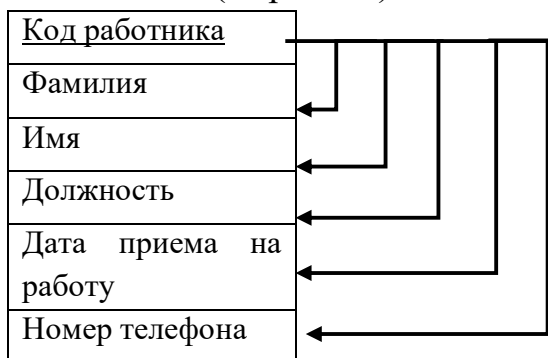 Код работника
Фамилия
Имя
Должность
Дата приема на
работу
Номер телефона